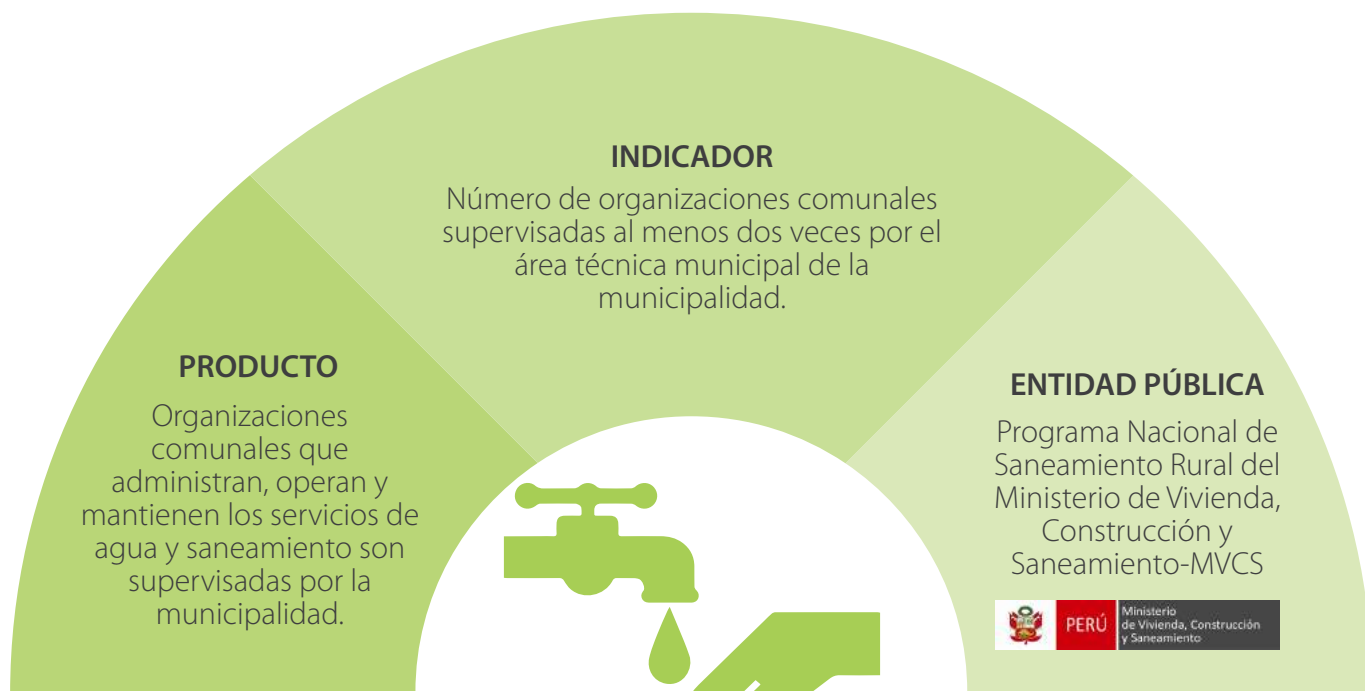 INDICADOR
Número de organizaciones comunales
supervisadas al menos dos veces por el
área técnica municipal de la
municipalidad.
PRODUCTO
Organizaciones
comunales que
administran, operan y
mantienen los servicios de
agua y saneamiento son
supervisadas por la
municipalidad.
ENTIDAD PÚBLICA
Programa Nacional de
Saneamiento Rural del
Ministerio de Vivienda,
Construcción y
Saneamiento-MVCS
PERÚ
Ministerio
de Vivienda, Construcción
y Saneamiento